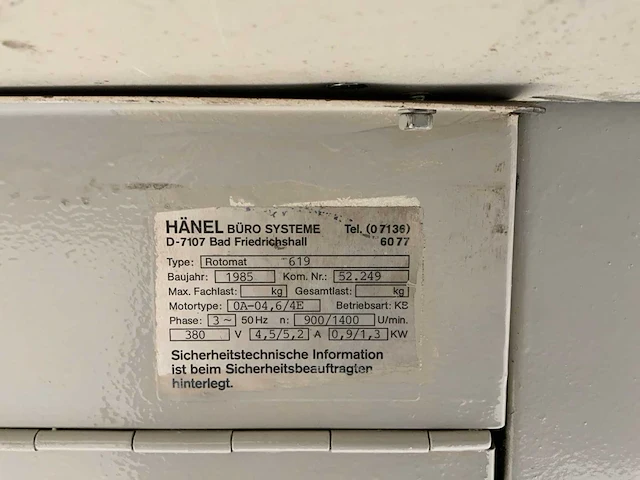 HÄNEL BÜRO SYSTEME Tel. (07136)
D-7107 Bad Friedrichshall 6077
Type: Rotomat 619
Baujahr: 1985 Kom. Nr.: 52.249
Max. Fachlast: kg Gesamtlast: kg
Motortype: 0A-04,6/4E Betriebsart: KB
Phase: 3 ~ 50 Hz n: 900/1400 U/min.
380 V 4,5/5,2 A 0,9/1,3 KW
Sicherheitstechnische Information
ist beim Sicherheitsbeauftragten
hinterlegt.